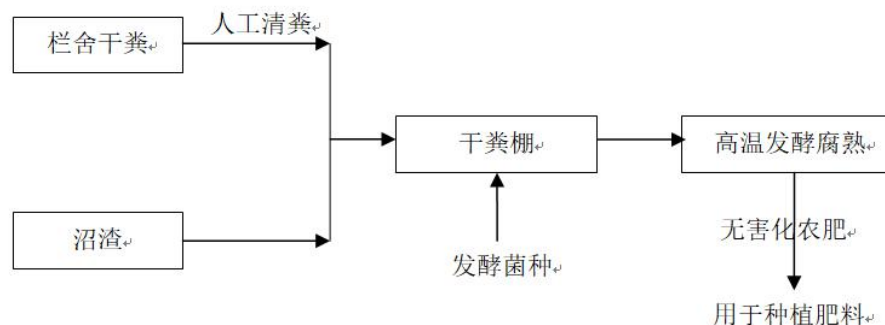 人工清粪
栏舍干粪
干粪棚
高温发酵腐熟
沼渣
无害化农肥
发酵菌种
用于种植肥料